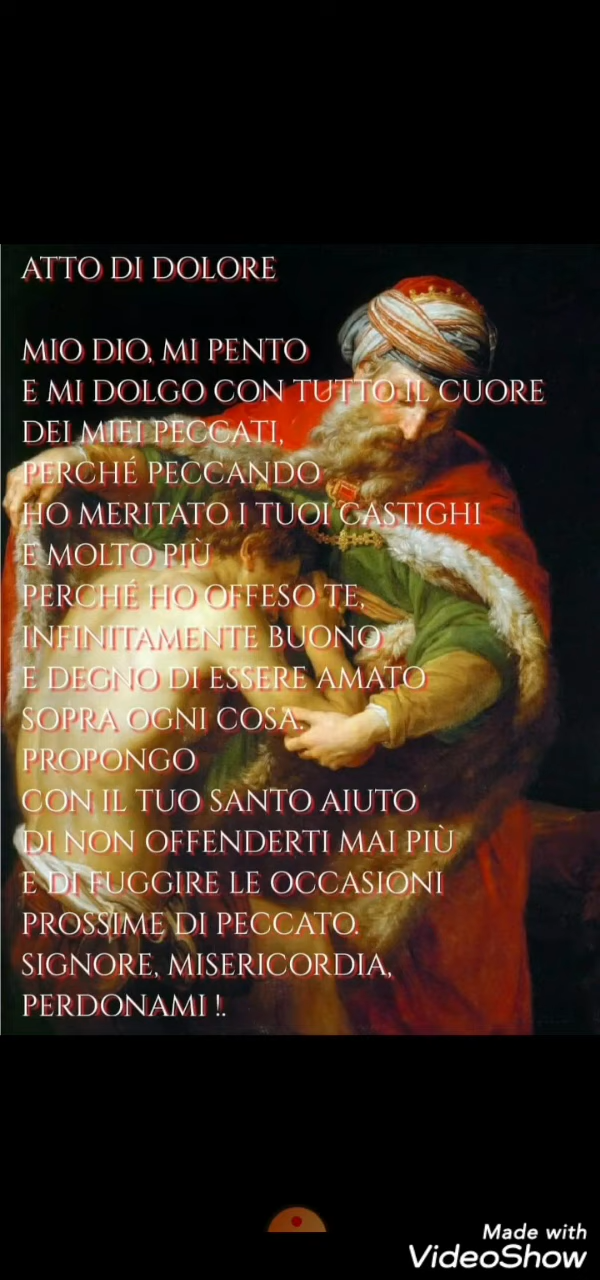 ATTO DI DOLORE
MIO DIO, MI PENTO
E MI DOLGO CON TUTTO IL CUORE
DEI MIEI PECCATI,
PERCHÉ PECCANDO
HO MERITATO I TUOI CASTIGHI
E MOLTO PIÙ
PERCHÉ HO OFFESO TE,
INFINITAMENTE BUONO
E DEGNO DI ESSERE AMATO
SOPRA OGNI COSA.
PROPONGO
CON IL TUO SANTO AIUTO
DI NON OFFENDERTI MAI PIÙ
E DI FUGGIRE LE OCCASIONI
PROSSIME DI PECCATO.
SIGNORE, MISERICORDIA,
PERDONAMI !.
Made with
VideoShow